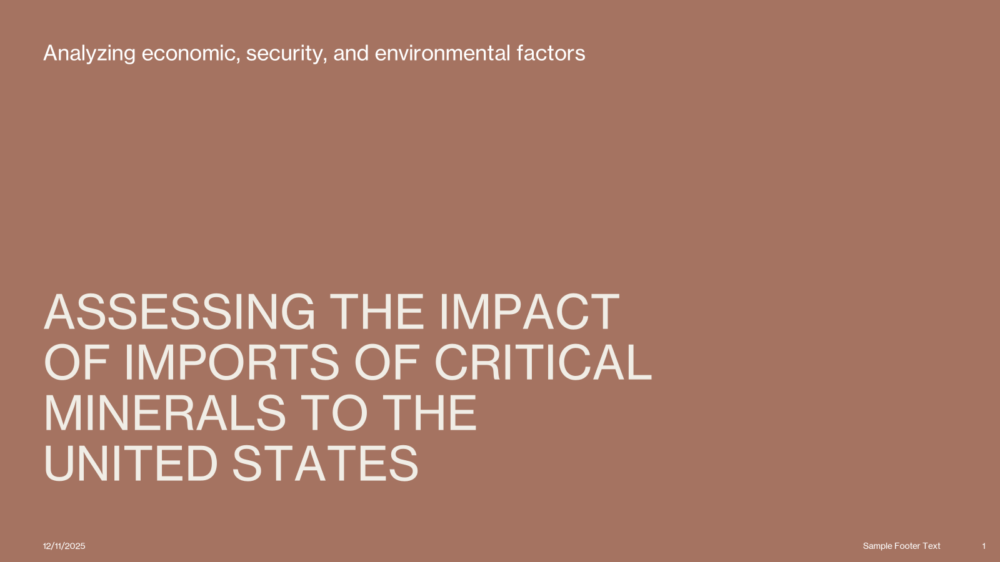 Analyzing economic, security, and environmental factors
ASSESSING THE IMPACT
OF IMPORTS OF CRITICAL
MINERALS TO THE
UNITED STATES
12/11/2025
Sample Footer Text
1